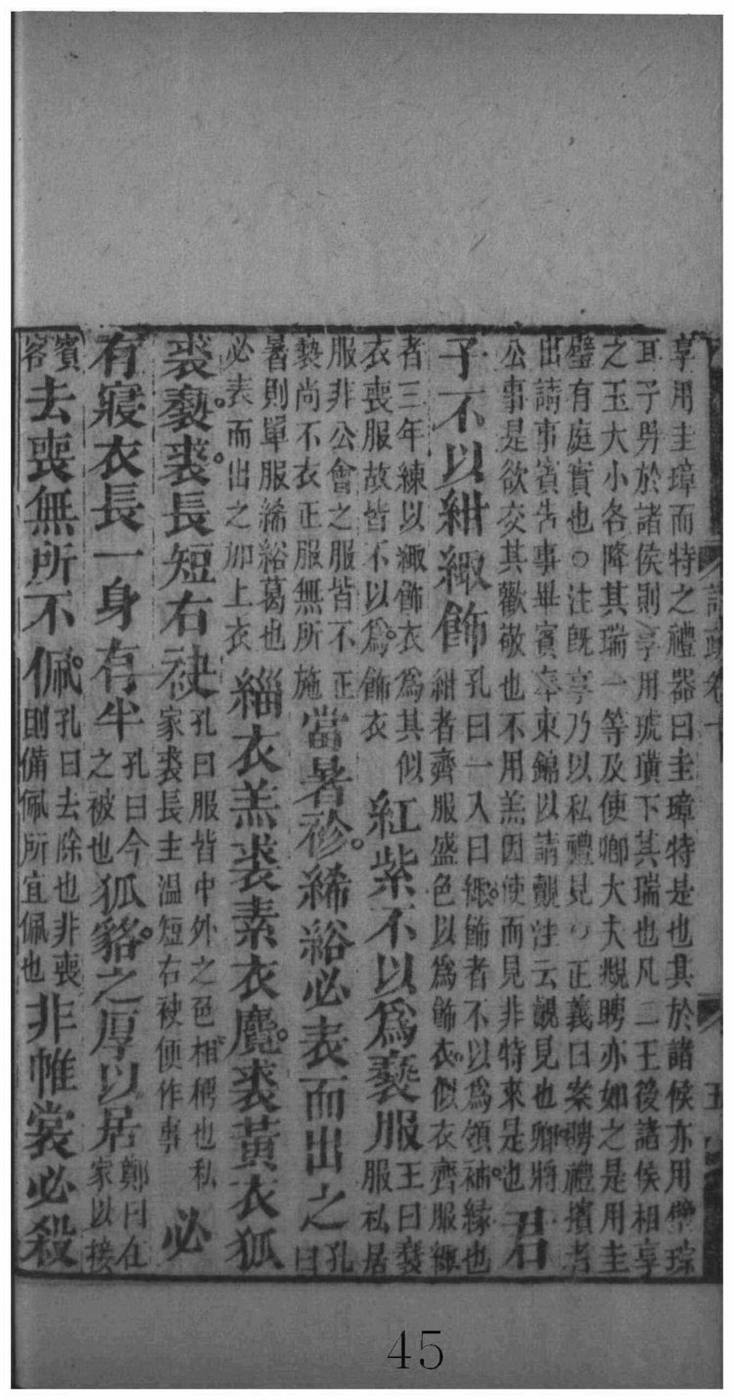 享用圭璋而特之禮器曰圭璋特是也其於諸侯亦用璧琮
耳子男於諸侯則享用琥璜下其瑞也凡二王後諸侯相享
之玉大小各降其瑞一等及使卿大夫覜聘亦如之是用圭
璧有庭實也○注旣享乃以私禮見○正義曰案聘禮擯者
出請事賓告事畢賓奉束錦以請覿注云覿見也卿將
公事是欲交其歡敬也不用羔因使而見非特來是也
君
子不以紺緅飾
孔曰一入曰緅。飾者不以爲領袖。緣也
紺者齊服盛色以爲飾衣。似衣齊服緅
者三年練以緅飾衣爲其似
衣喪服故皆不以爲。飾衣
紅紫不以爲褻服
王曰褻
服私居
服非公會之服皆不正
褻尚不衣正服無所施
當暑袗。絺綌必表而出之
孔
曰
暑則單服絺綌葛也
必表而出之加上衣
緇衣羔裘素衣麑。裘黃衣狐
裘。褻裘。長短右袂
孔曰服皆中外之色相。稱也私
家裘長主溫短右袂便作事
必
有寢衣長一身有半
孔曰今
之被也
狐貉。之厚以居
鄭曰在
家以接
賓
客
去喪無所不佩。
孔曰去除也非喪
則備佩所宜佩也
非帷裳必殺
45